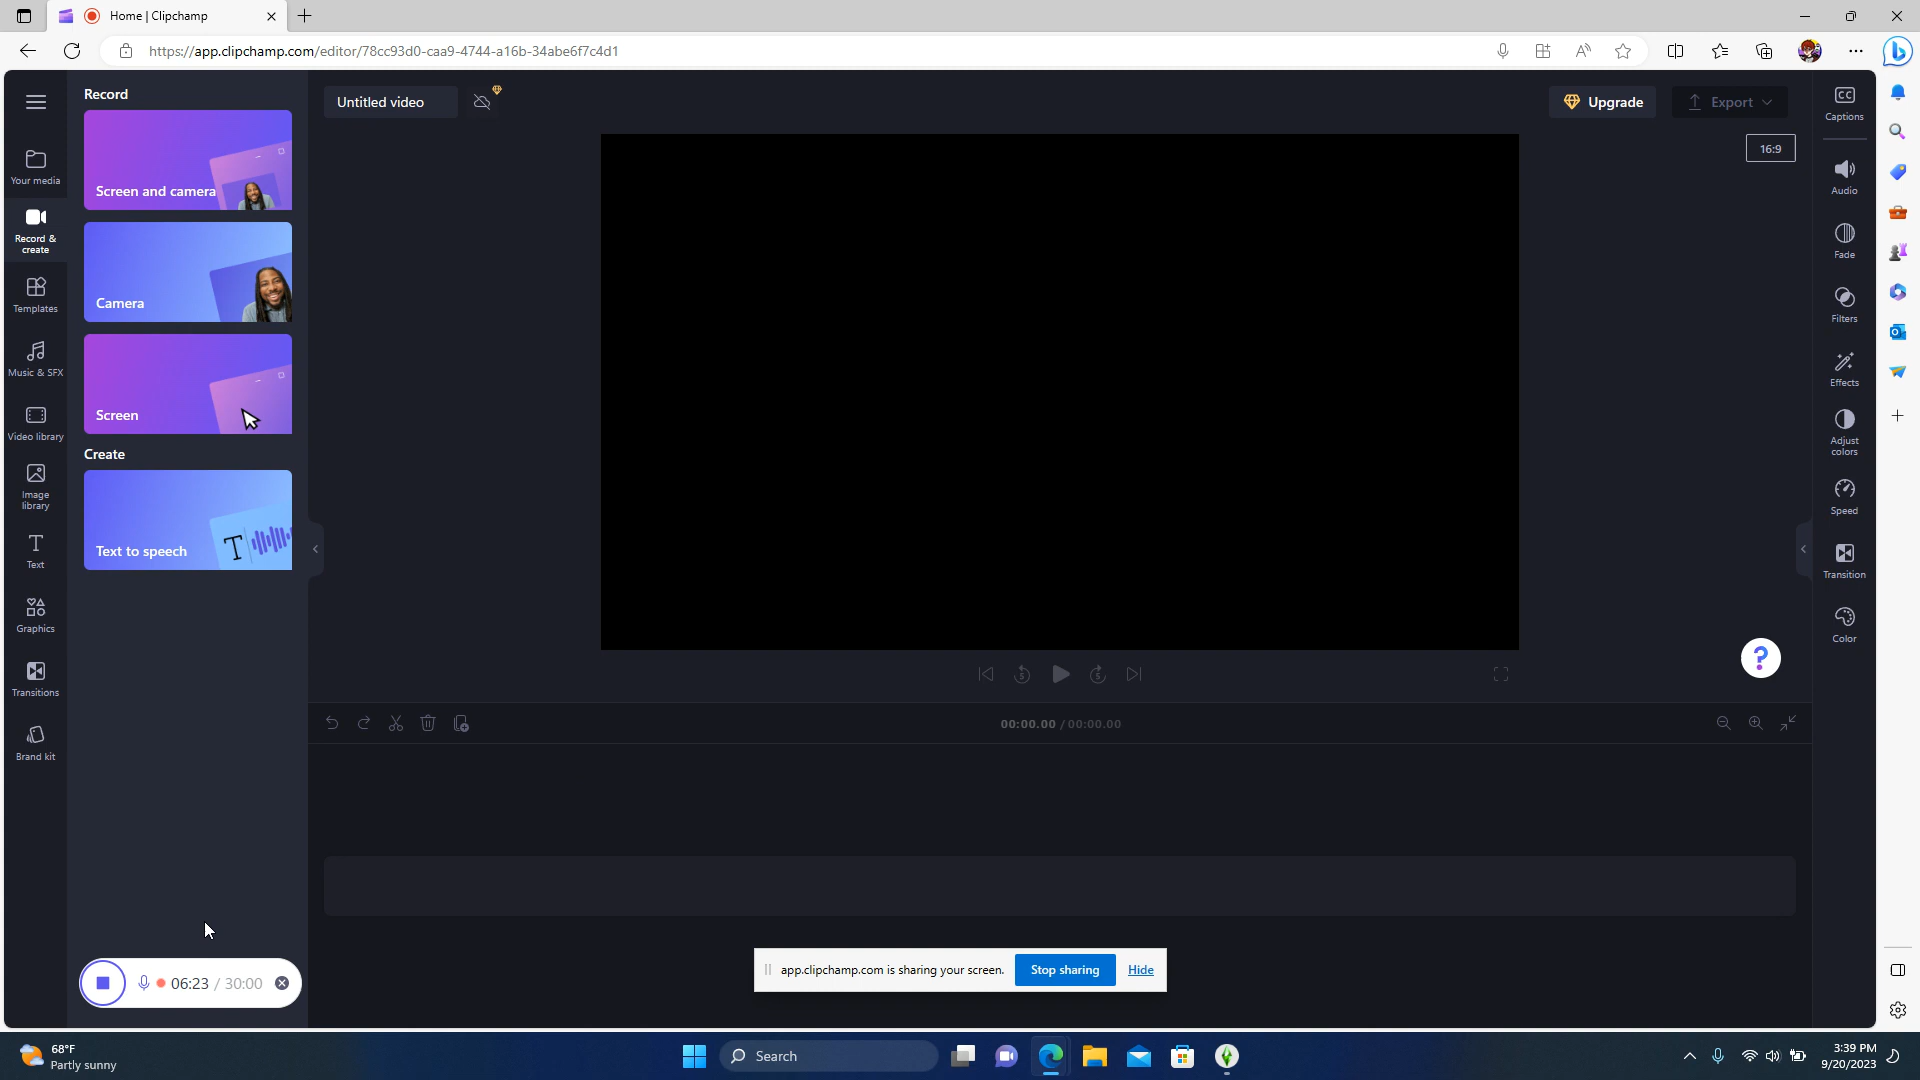 Home | Clipchamp
https://app.clipchamp.com/editor/78cc93d0-caa9-4744-a16b-34abe6f7c4d1
Record
Untitled video
Upgrade
Export
16:9
Screen and camera
Camera
Screen
Create
Text to speech
Your media
Record &
create
Templates
Music & SFX
Video library
Image
library
Text
Graphics
Transitions
Brand kit
CC
Captions
Audio
Fade
Filters
Effects
Adjust
colors
Speed
Transition
Color
?
5
5
00:00.00 / 00:00.00
app.clipchamp.com is sharing your screen.
Stop sharing
Hide
06:23 / 30:00
68°F
Partly sunny
Search
3:39 PM
9/20/2023